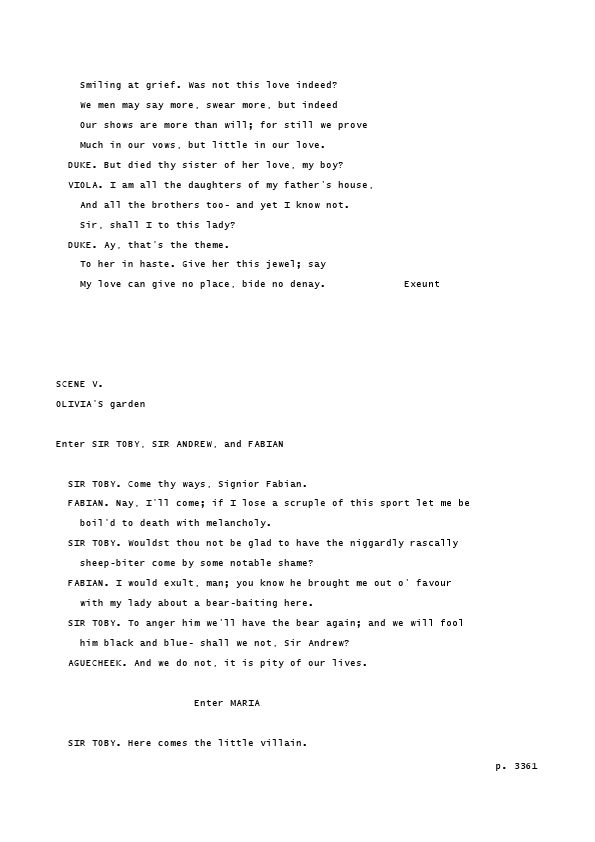 Smiling at grief. Was not this love indeed?
We men may say more, swear more, but indeed
Our shows are more than will; for still we prove
Much in our vows, but little in our love.
DUKE. But died thy sister of her love, my boy?
VIOLA. I am all the daughters of my father's house,
And all the brothers too- and yet I know not.
Sir, shall I to this lady?
DUKE. Ay, that's the theme.
To her in haste. Give her this jewel; say
My love can give no place, bide no denay. Exeunt
SCENE V.
OLIVIA'S garden
Enter SIR TOBY, SIR ANDREW, and FABIAN
SIR TOBY. Come thy ways, Signior Fabian.
FABIAN. Nay, I'll come; if I lose a scruple of this sport let me be
boil'd to death with melancholy.
SIR TOBY. Wouldst thou not be glad to have the niggardly rascally
sheep-biter come by some notable shame?
FABIAN. I would exult, man; you know he brought me out o' favour
with my lady about a bear-baiting here.
SIR TOBY. To anger him we'll have the bear again; and we will fool
him black and blue- shall we not, Sir Andrew?
AGUECHEEK. And we do not, it is pity of our lives.
Enter MARIA
SIR TOBY. Here comes the little villain.
p. 3361